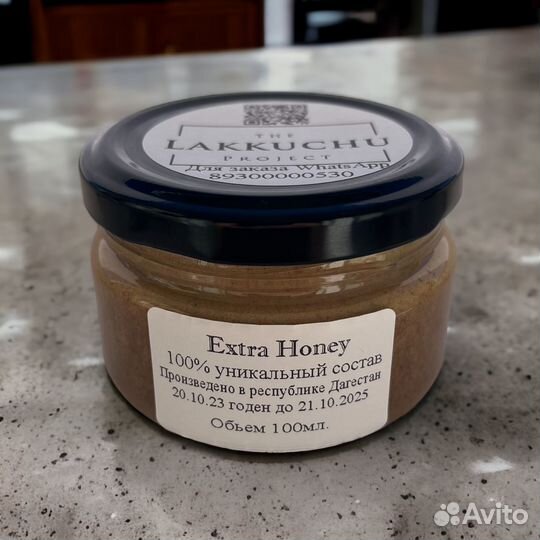 THE
LAKKUCHU
PROJECT
Для заказа WhatsApp
89300000530
Extra Honey
100% уникальный состав
Произведено в республике Дагестан
20.10.23 годен до 21.10.2025
Обьем 100мл.
Avito